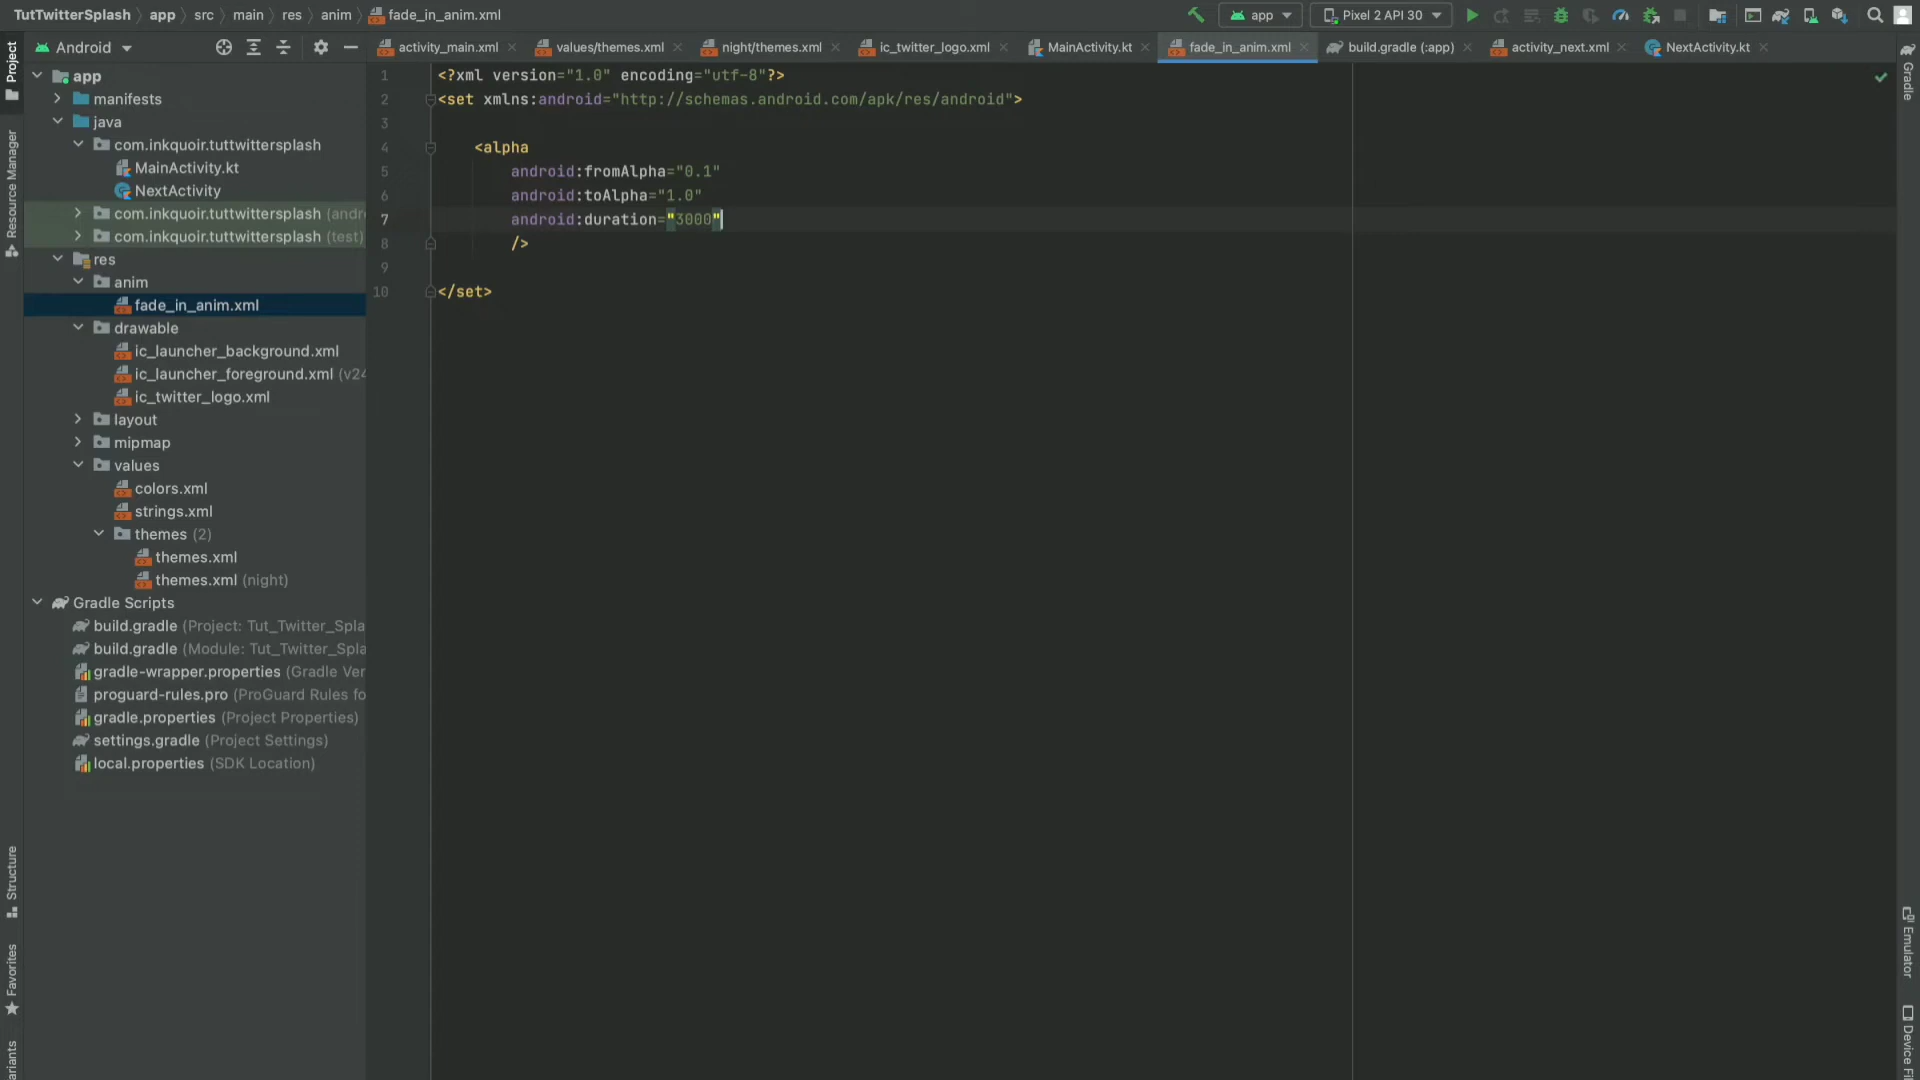 TutTwitterSplash app src main res anim fade_in_anim.xml
app Pixel 2 API 30
Android
activity_main.xml values/themes.xml night/themes.xml ic_twitter_logo.xml MainActivity.kt fade_in_anim.xml build.gradle (:app) activity_next.xml NextActivity.kt
Project
Resource Manager
Structure
Favorites
app
manifests
java
com.inkquoir.tuttwittersplash
MainActivity.kt
NextActivity
com.inkquoir.tuttwittersplash (andr
com.inkquoir.tuttwittersplash (test)
res
anim
fade_in_anim.xml
drawable
ic_launcher_background.xml
ic_launcher_foreground.xml (v24
ic_twitter_logo.xml
layout
mipmap
values
colors.xml
strings.xml
themes (2)
themes.xml
themes.xml (night)
Gradle Scripts
build.gradle (Project: Tut_Twitter_Spla
build.gradle (Module: Tut_Twitter_Spla
gradle-wrapper.properties (Gradle Ver
proguard-rules.pro (ProGuard Rules fo
gradle.properties (Project Properties)
settings.gradle (Project Settings)
local.properties (SDK Location)
1 <?xml version="1.0" encoding="utf-8"?>
2 <set xmlns:android="http://schemas.android.com/apk/res/android">
3
4 <alpha
5 android:fromAlpha="0.1"
6 android:toAlpha="1.0"
7 android:duration="3000"
8 />
9
10 </set>
Gradle
Emulator
Device Fi
ariants